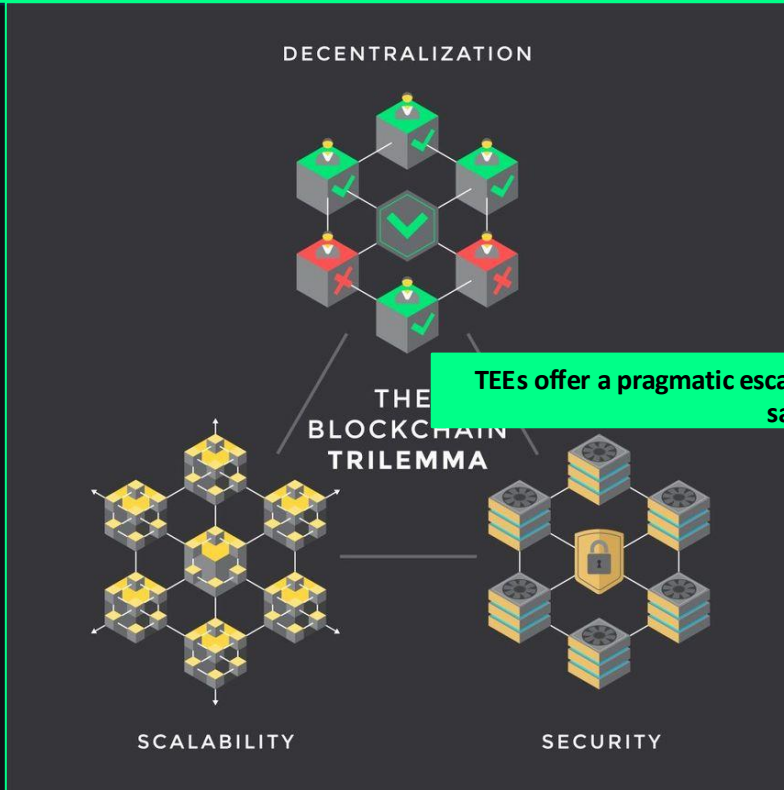 DECENTRALIZATION
TEEs offer a pragmatic
THE
BLOCKCHAIN
TRILEMMA
SCALABILITY
SECURITY